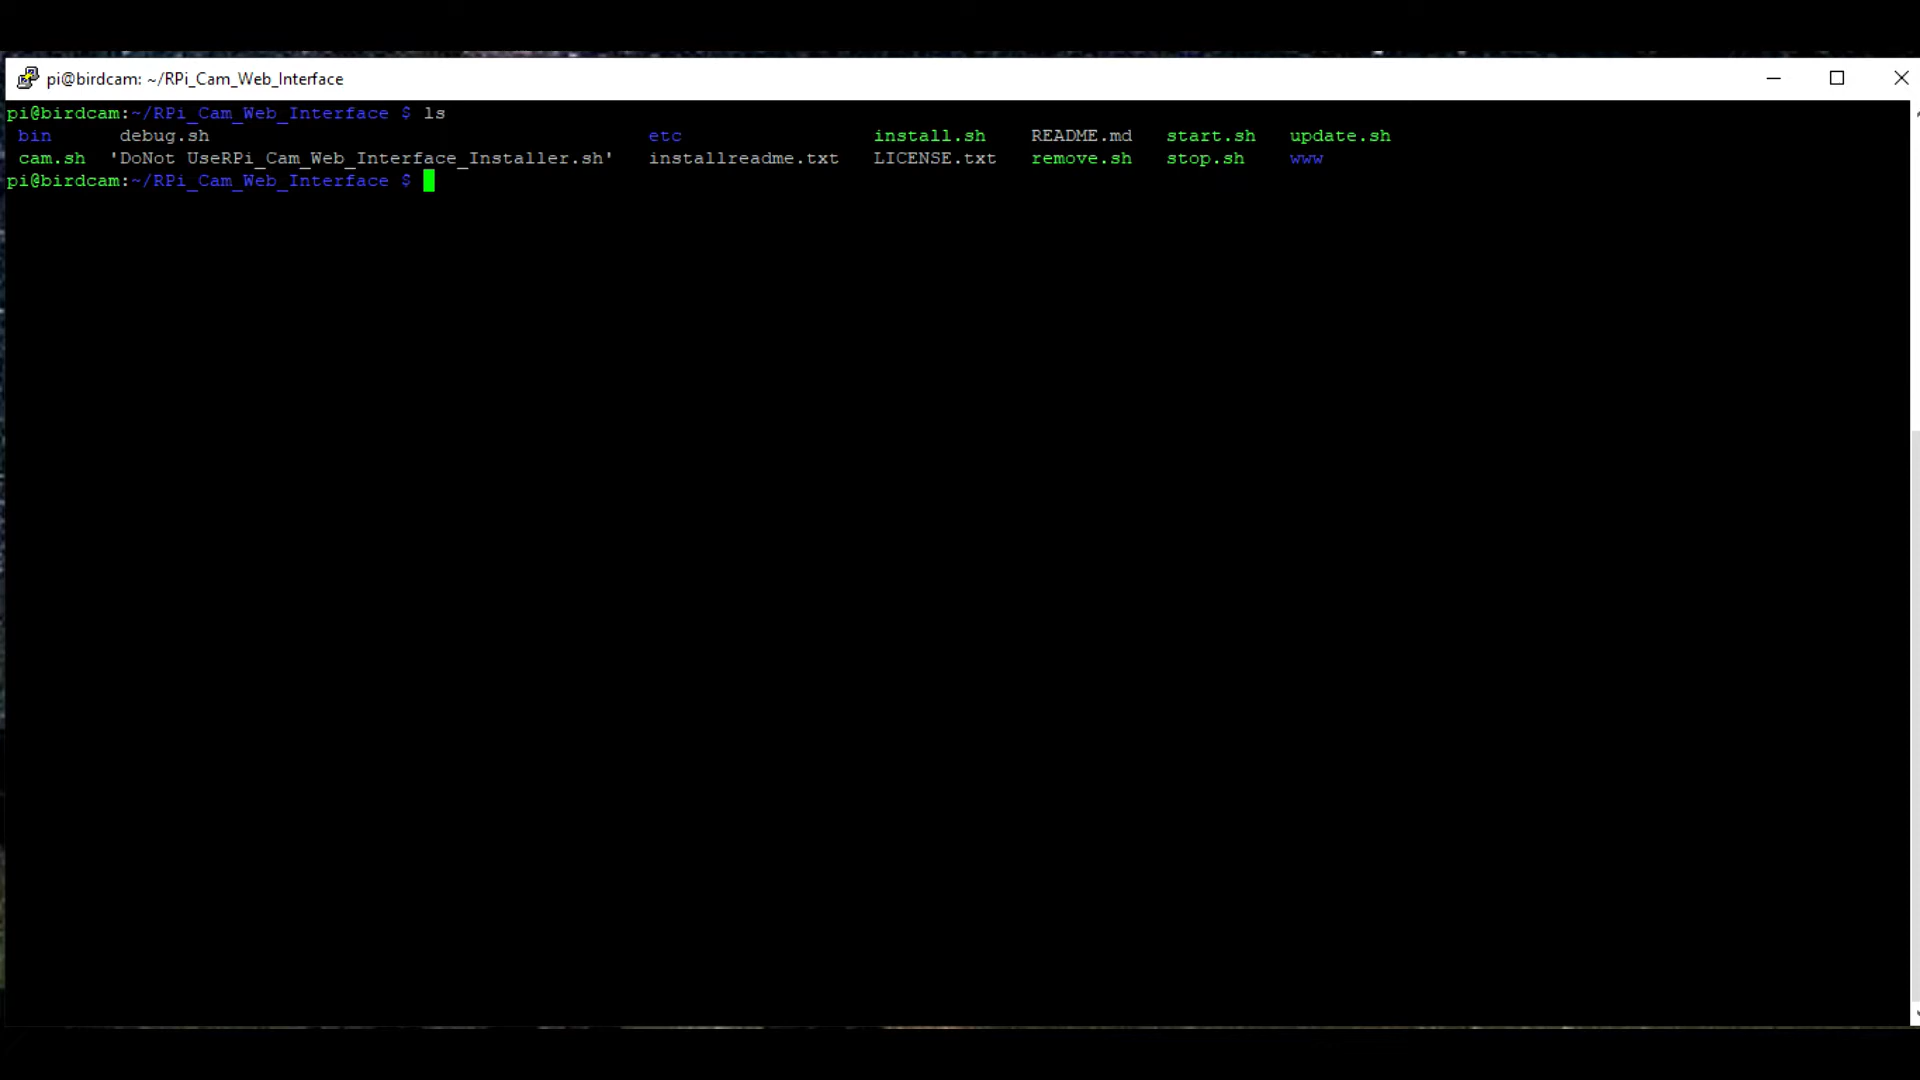 pi@birdcam: ~/RPi_Cam_Web_Interface
pi@birdcam:~/RPi_Cam_Web_Interface $ ls
bin debug.sh etc install.sh README.md start.sh update.sh
cam.sh 'DoNot UseRPi_Cam_Web_Interface_Installer.sh' installreadme.txt LICENSE.txt remove.sh stop.sh www
pi@birdcam:~/RPi_Cam_Web_Interface $